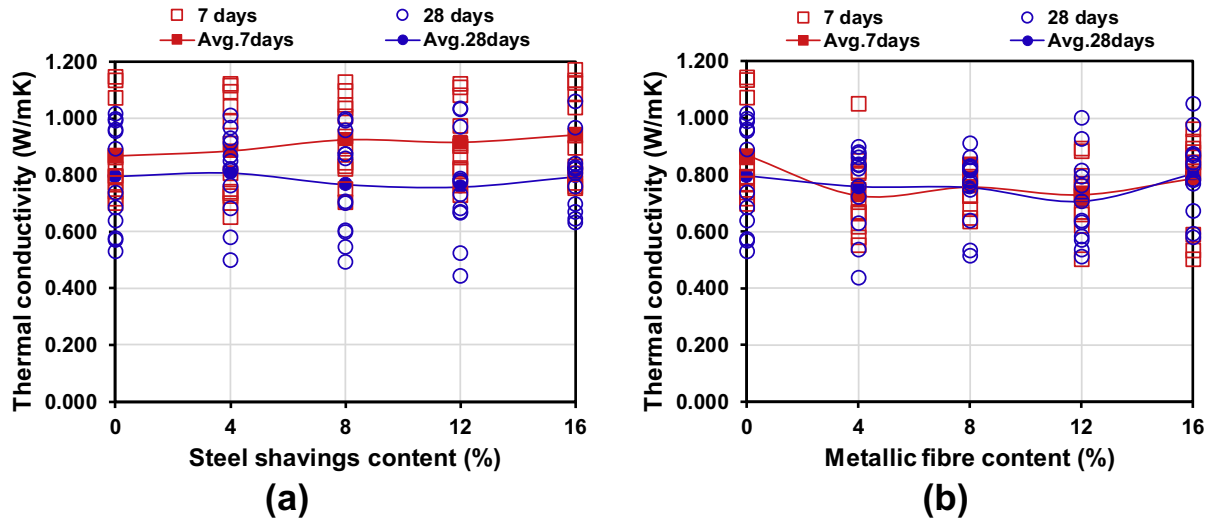 7 days
28 days
Avg.7days
Avg.28days
Thermal conductivity (W/mK)
1.200
1.000
0.800
0.600
0.400
0.200
0.000
0 4 8 12 16
Steel shavings content (%)
(a)
7 days
28 days
Avg.7days
Avg.28days
Thermal conductivity (W/mK)
1.200
1.000
0.800
0.600
0.400
0.200
0.000
0 4 8 12 16
Metallic fibre content (%)
(b)